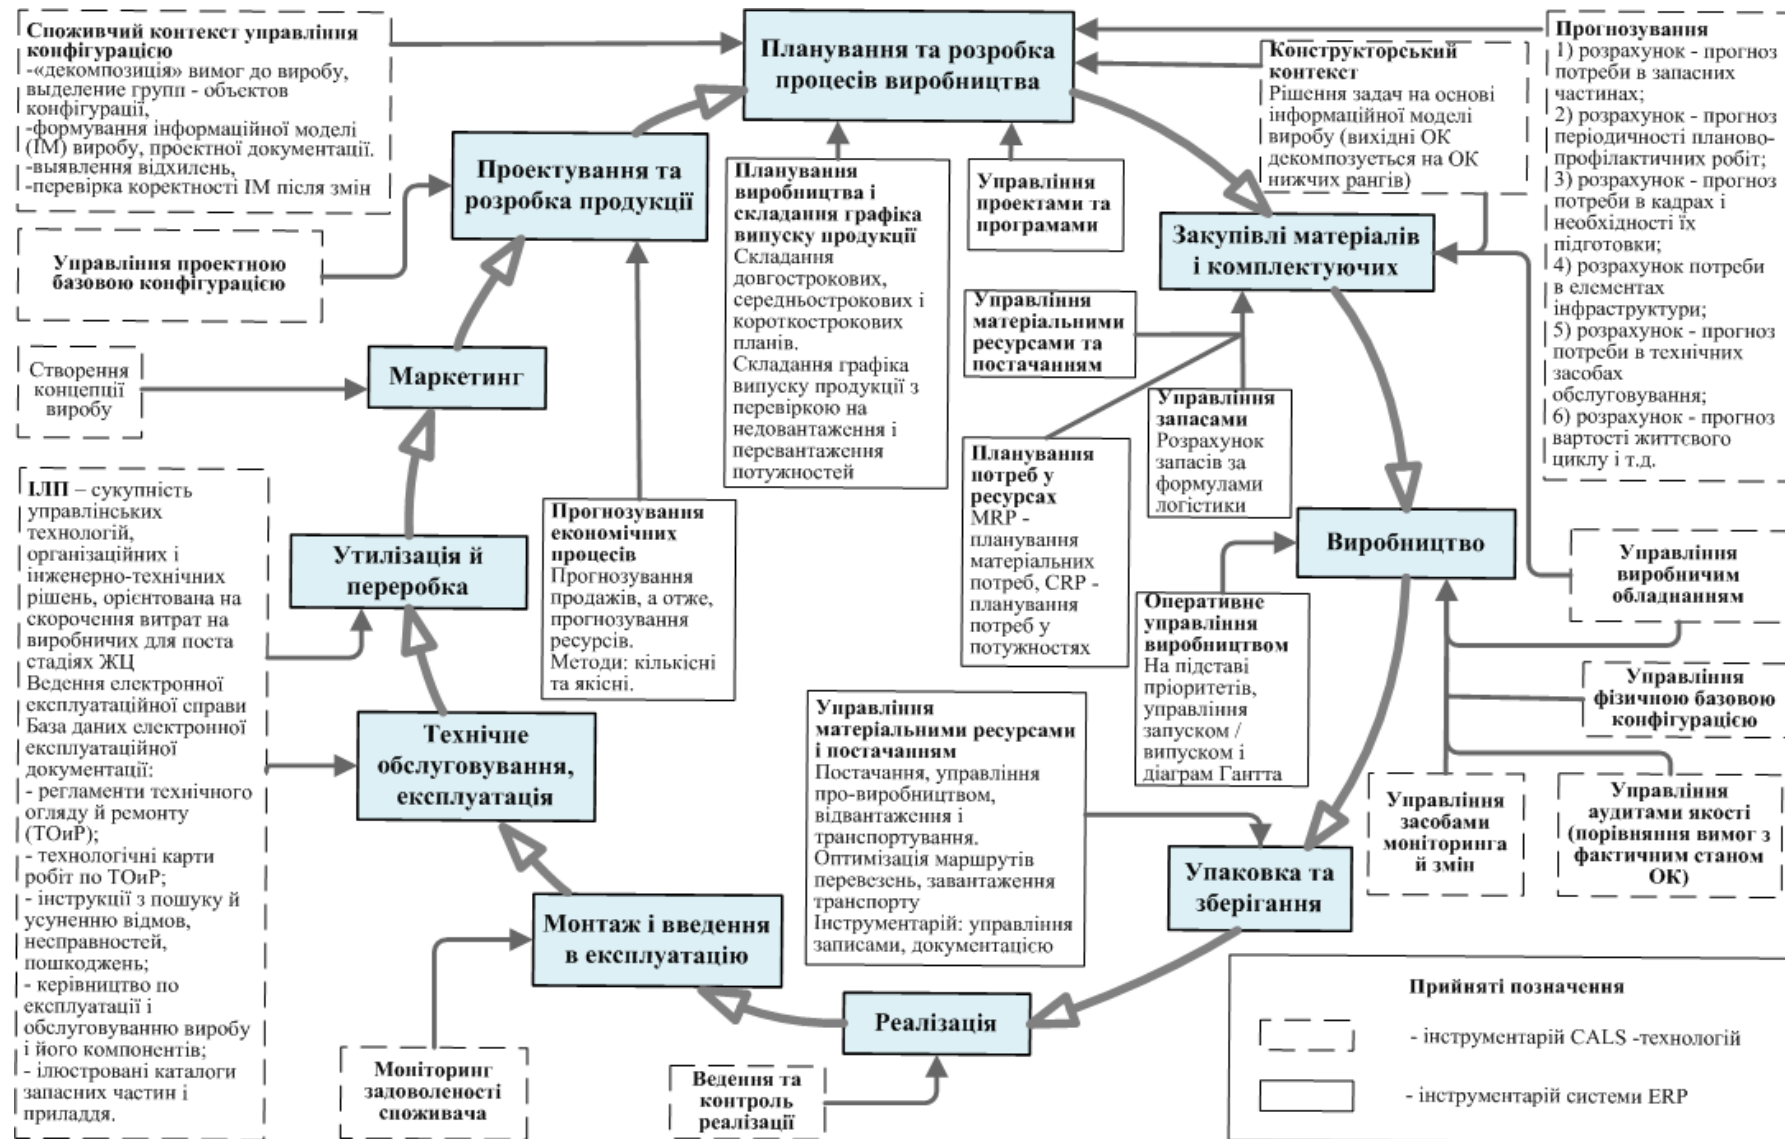 Споживчий контекст управління
конфігурацією
-«декомпозиція» вимог до виробу,
выделение групп - объектов
конфігурації,
-формування інформаційної моделі
(ІМ) виробу, проектної документації.
-выявлення відхилень,
-перевірка коректності ІМ після змін
Планування та розробка
процесів виробництва
Конструкторський
контекст
Рішення задач на основі
інформаційної моделі
виробу (вихідні ОК
декомпозується на ОК
нижчих рангів)
Прогнозування
1) розрахунок - прогноз
потреби в запасних
частинах;
2) розрахунок - прогноз
періодичності планово-
профілактичних робіт;
3) розрахунок - прогноз
потреби в кадрах і
необхідності їх
підготовки;
4) розрахунок потреби
в елементах
інфраструктури;
5) розрахунок - прогноз
потреби в технічних
засобах
обслуговування;
6) розрахунок - прогноз
вартості життєвого
циклу і т.д.
Проектування та
розробка продукції
Планування
виробництва і
складання графіка
випуску продукції
Складання
довгострокових,
середньострокових і
короткострокових
планів.
Складання графіка
випуску продукції з
перевіркою на
недовантаження і
перевантаження
потужностей
Управління
проектами та
програмами
Закупівлі матеріалів
і комплектуючих
Управління проектною
базовою конфігурацією
Управління
матеріальними
ресурсами та
постачанням
Створення
концепції
виробу
Маркетинг
Управління
запасами
Розрахунок
запасів за
формулами
логістики
Планування
потреб у
ресурсах
MRP -
планування
матеріальних
потреб, CRP -
планування
потреб у
потужностях
ІЛП – сукупність
управлінських
технологій,
організаційних і
інженерно-технічних
рішень, орієнтована на
скорочення витрат на
виробничих для поста
стадіях ЖЦ
Ведення електронної
експлуатаційної справи
База даних електронної
експлуатаційної
документації:
- регламенти технічного
огляду й ремонту
(ТОиР);
- технологічні карти
робіт по ТОиР;
- інструкції з пошуку й
усуненню відмов,
несправностей,
пошкоджень;
- керівництво по
експлуатації і
обслуговуванню виробу
і його компонентів;
- ілюстровані каталоги
запасних частин і
приладдя.
Утилізація й
переробка
Прогнозування
економічних
процесів
Прогнозування
продажів, а отже,
прогнозування
ресурсів.
Методи: кількісні
та якісні.
Виробництво
Управління
виробничим
обладнанням
Оперативне
управління
виробництвом
На підставі
пріоритетів,
управління
запуском /
випуском і
діаграм Гантта
Управління
фізичною базовою
конфігурацією
Технічне
обслуговування,
експлуатація
Управління
матеріальними ресурсами
і постачанням
Постачання, управління
про-виробництвом,
відвантаження і
транспортування.
Оптимізація маршрутів
перевезень, завантаження
транспорту
Інструментарій: управління
записами, документацією
Управління
засобами
моніторинга
й змін
Управління
аудитами якості
(порівняння вимог з
фактичним станом
ОК)
Упаковка та
зберігання
Монтаж і введення
в експлуатацію
Реалізація
Моніторинг
задоволеності
споживача
Ведення та
контроль
реалізації
Прийняті позначення
- інструментарій CALS -технологій
- інструментарій системи ERP